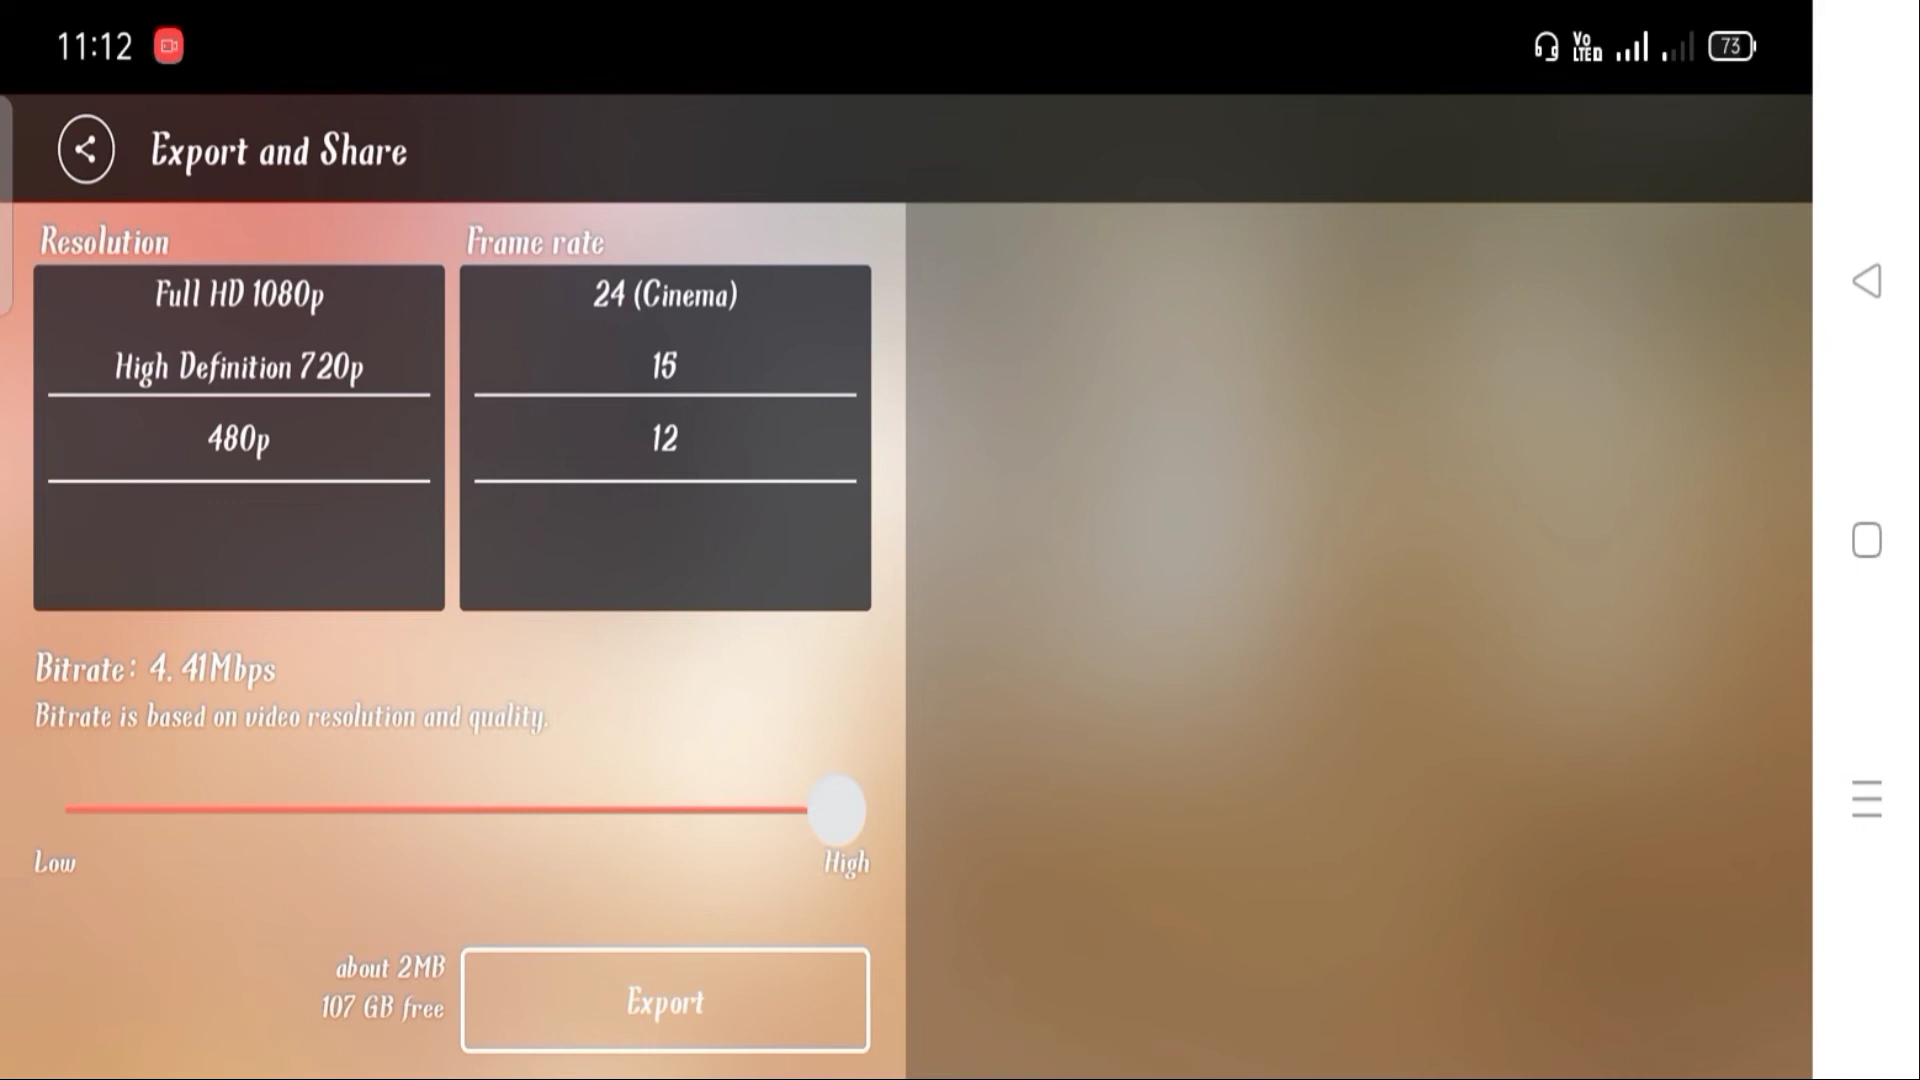 11:12
Vo
LTED
73
Export and Share
Resolution
Frame rate
Full HD 1080p
24 (Cinema)
High Definition 720p
15
480p
12
Bitrate: 4.41Mbps
Bitrate is based on video resolution and quality.
Low
High
about 2MB
107 GB free
Export